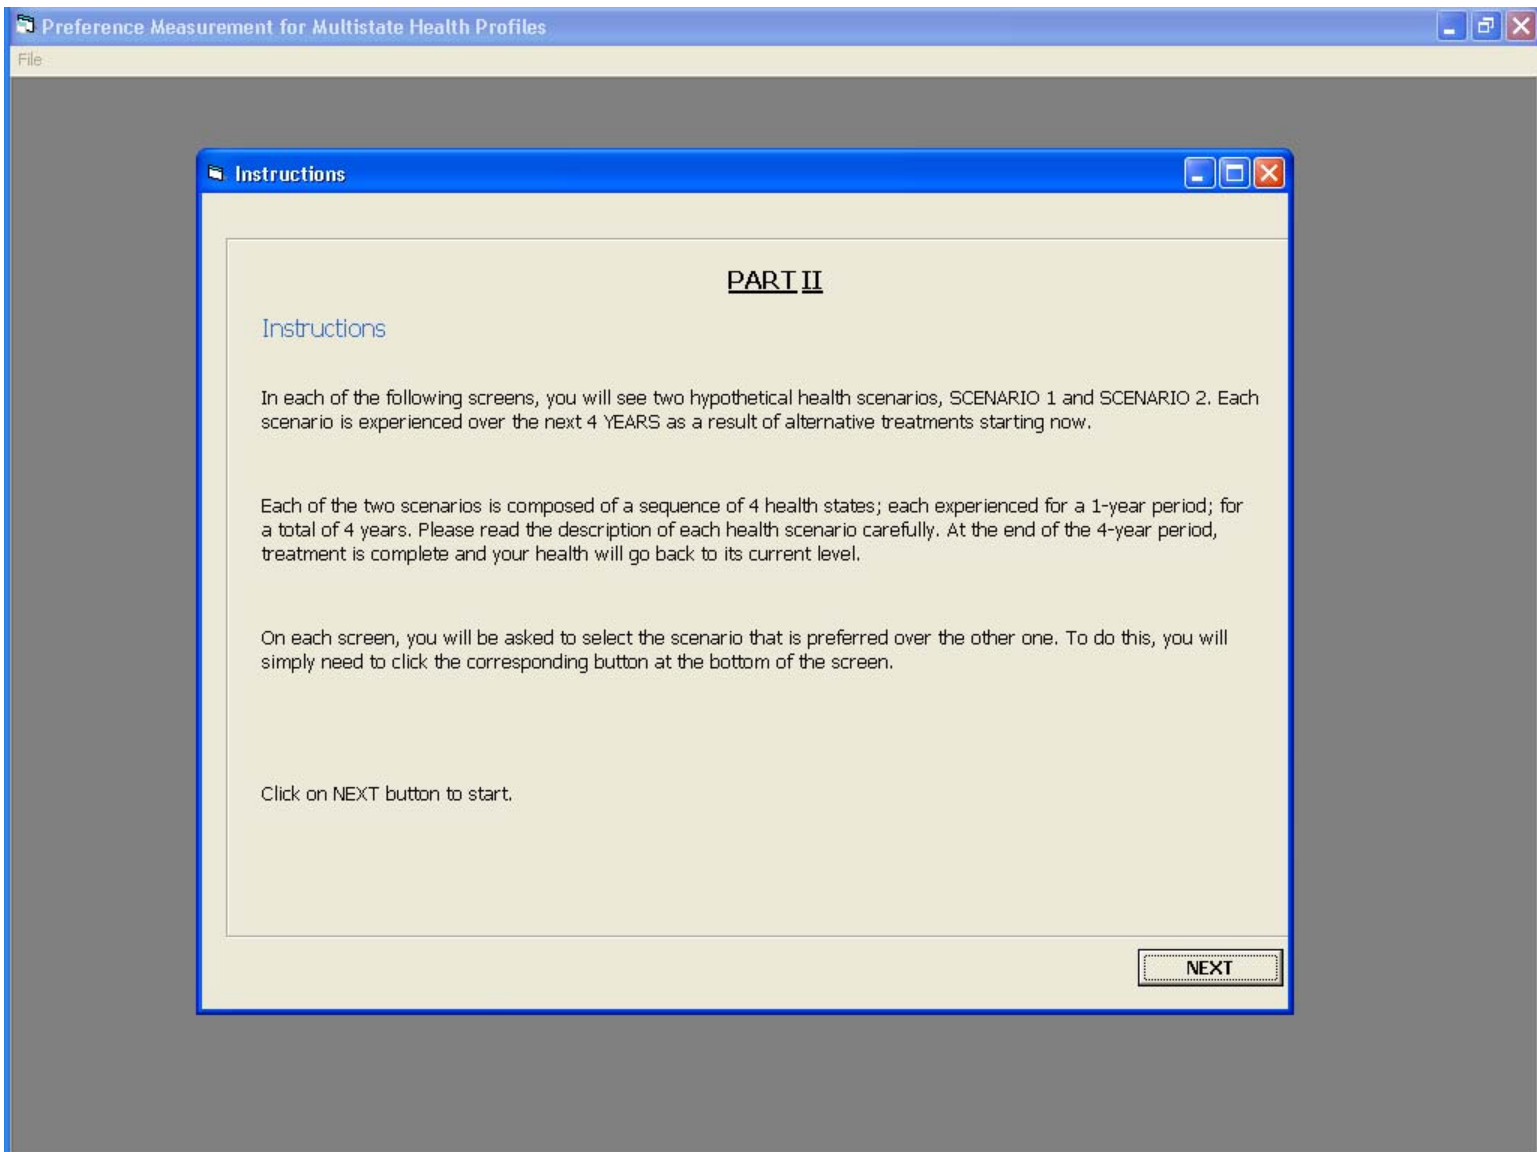 Preference Measurement for Multistate Health Profiles
File
Instructions
PART II
Instructions
In each of the following screens, you will see two hypothetical health scenarios, SCENARIO 1 and SCENARIO 2. Each
scenario is experienced over the next 4 YEARS as a result of alternative treatments starting now.
Each of the two scenarios is composed of a sequence of 4 health states; each experienced for a 1-year period; for
a total of 4 years. Please read the description of each health scenario carefully. At the end of the 4-year period,
treatment is complete and your health will go back to its current level.
On each screen, you will be asked to select the scenario that is preferred over the other one. To do this, you will
simply need to click the corresponding button at the bottom of the screen.
Click on NEXT button to start.
NEXT